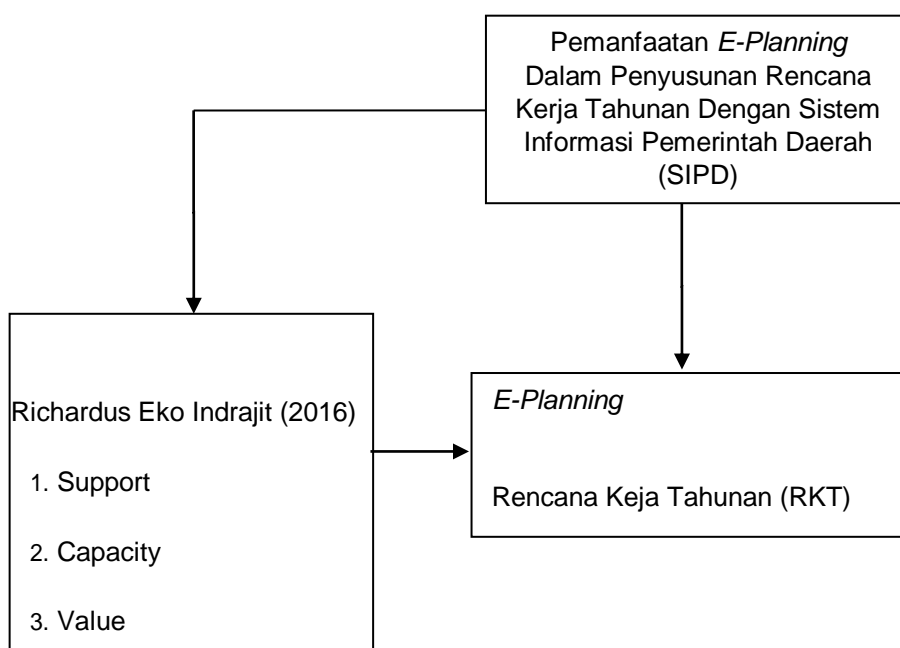 Pemanfaatan E-Planning
Dalam Penyusunan Rencana
Kerja Tahunan Dengan Sistem
Informasi Pemerintah Daerah
(SIPD)
Richardus Eko Indrajit (2016)
1. Support
2. Capacity
3. Value
E-Planning
Rencana Keja Tahunan (RKT)